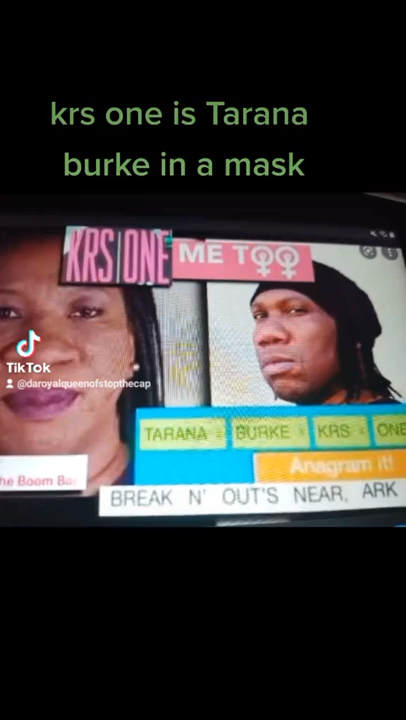 krs one is Tarana
burke in a mask
KRS|ONE
ME TOO
TikTok
@daroyalqueenofstopthecap
TARANA
BURKE
KRS
ONE
he Boom Bo
Anagram it!
BREAK N' OUT'S NEAR, ARK